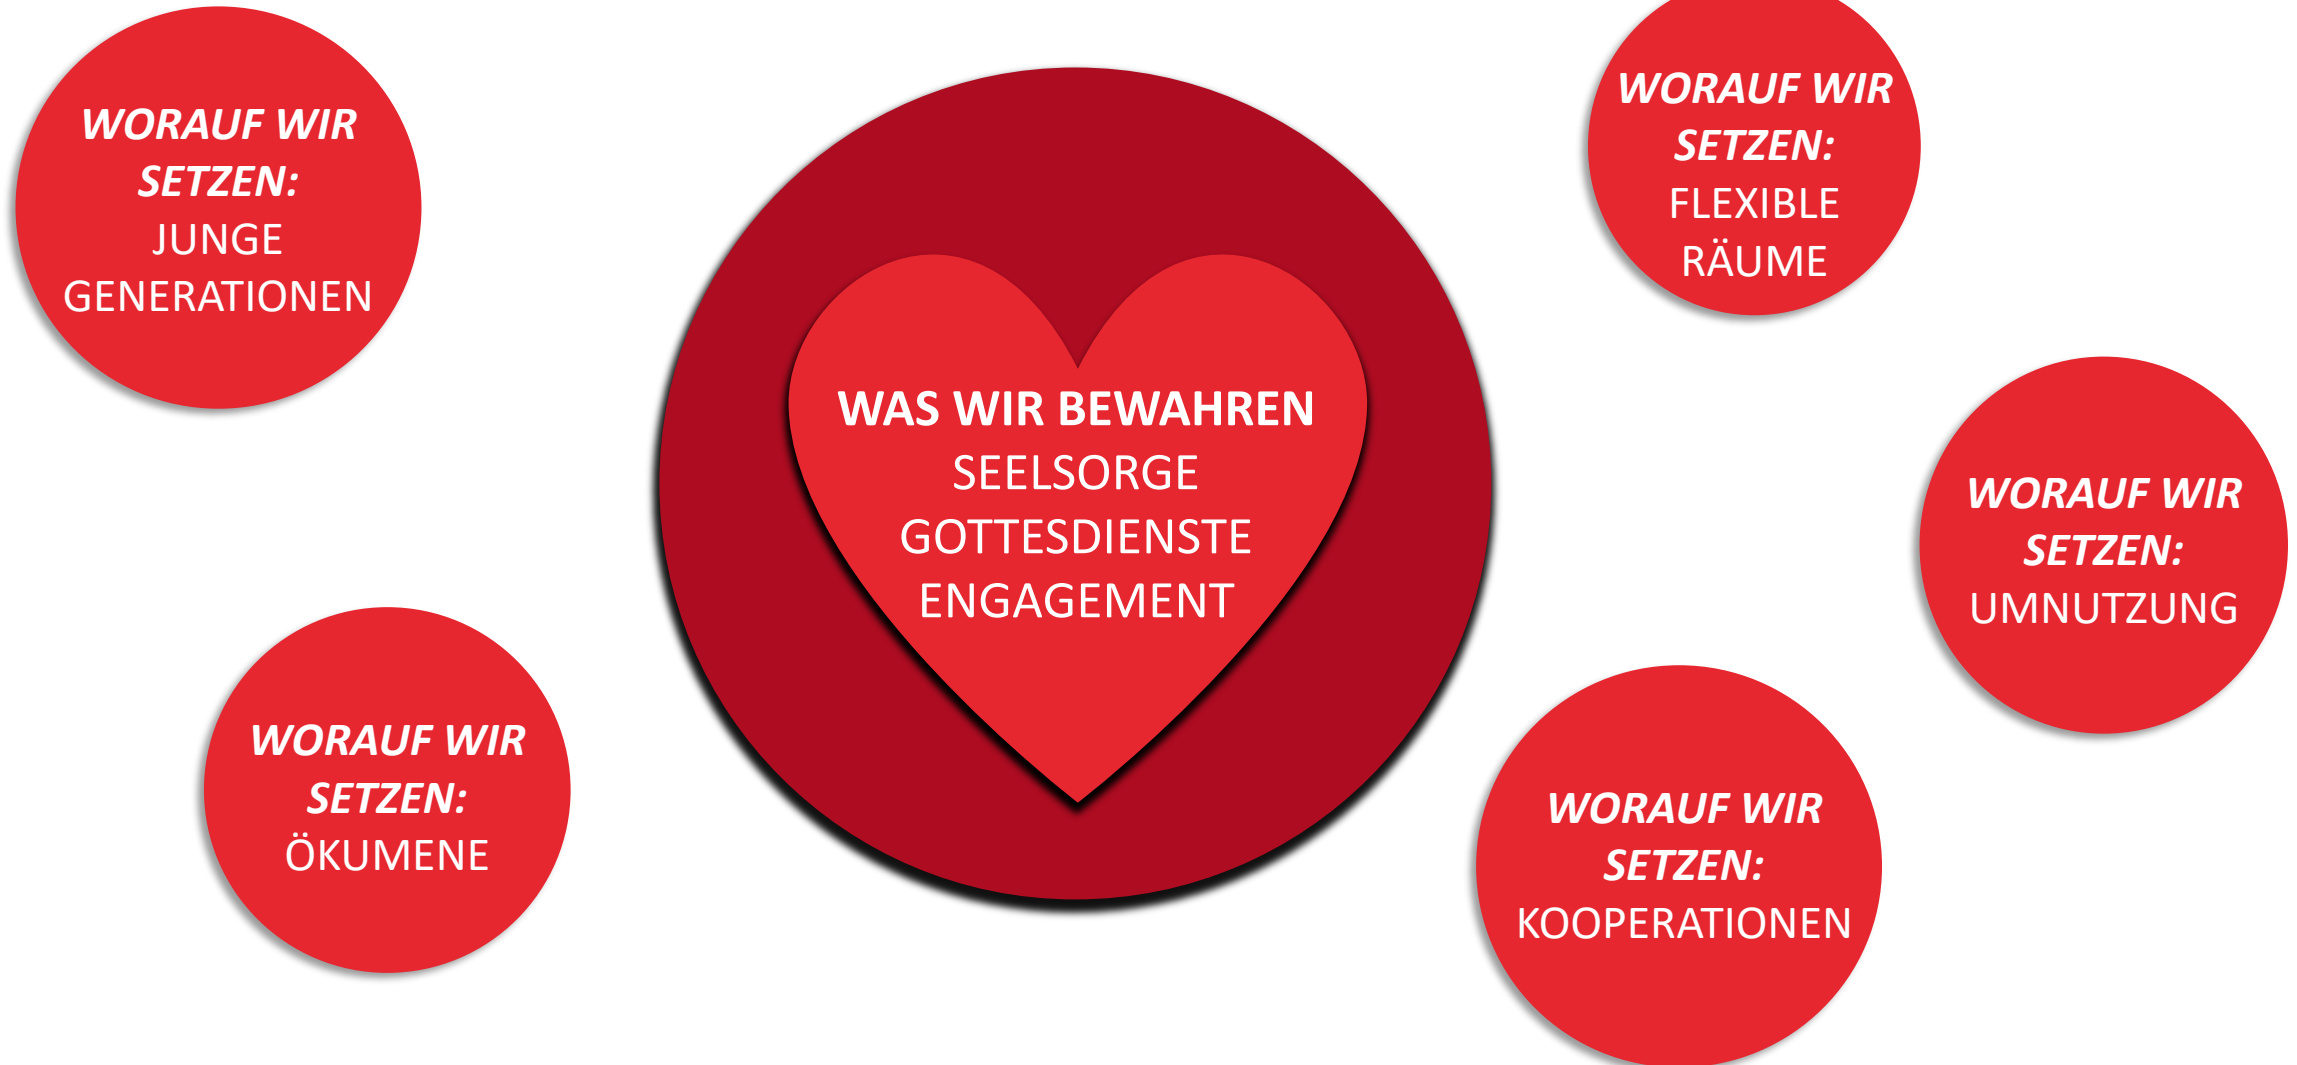 WORAUF WIR
SETZEN:
JUNGE
GENERATIONEN
WORAUF WIR
SETZEN:
ÖKUMENE
WAS WIR BEWAHREN
SEELSORGE
GOTTESDIENSTE
ENGAGEMENT
WORAUF WIR
SETZEN:
FLEXIBLE
RÄUME
WORAUF WIR
SETZEN:
UMNUTZUNG
WORAUF WIR
SETZEN:
KOOPERATIONEN